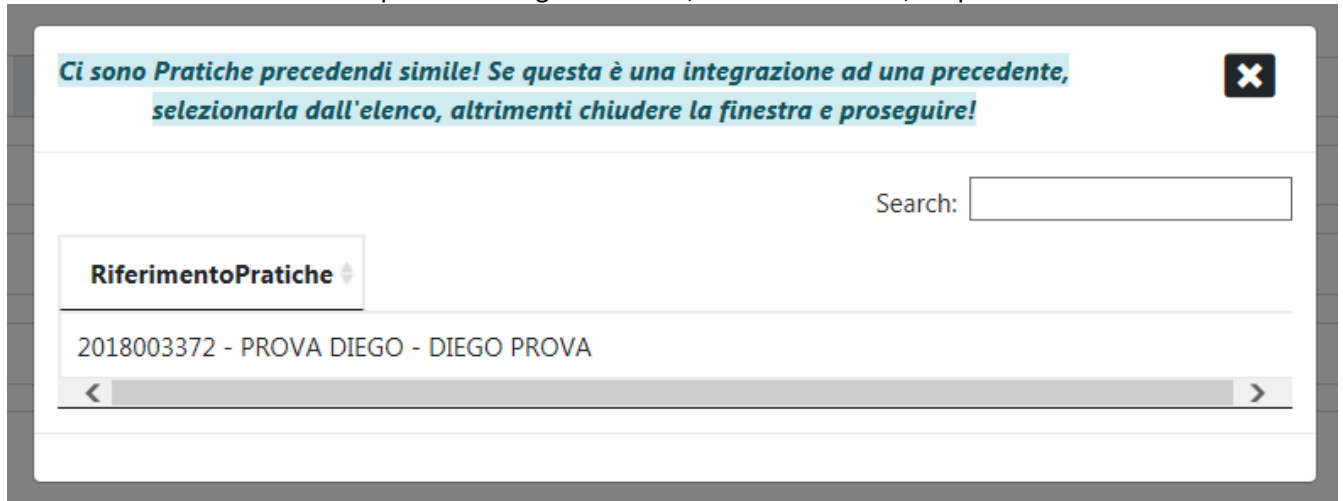 Ci sono Pratiche precedendi simile! Se questa è una integrazione ad una precedente,
selezionarla dall'elenco, altrimenti chiudere la finestra e proseguire!
Search:
RiferimentoPratiche
2018003372 - PROVA DIEGO - DIEGO PROVA